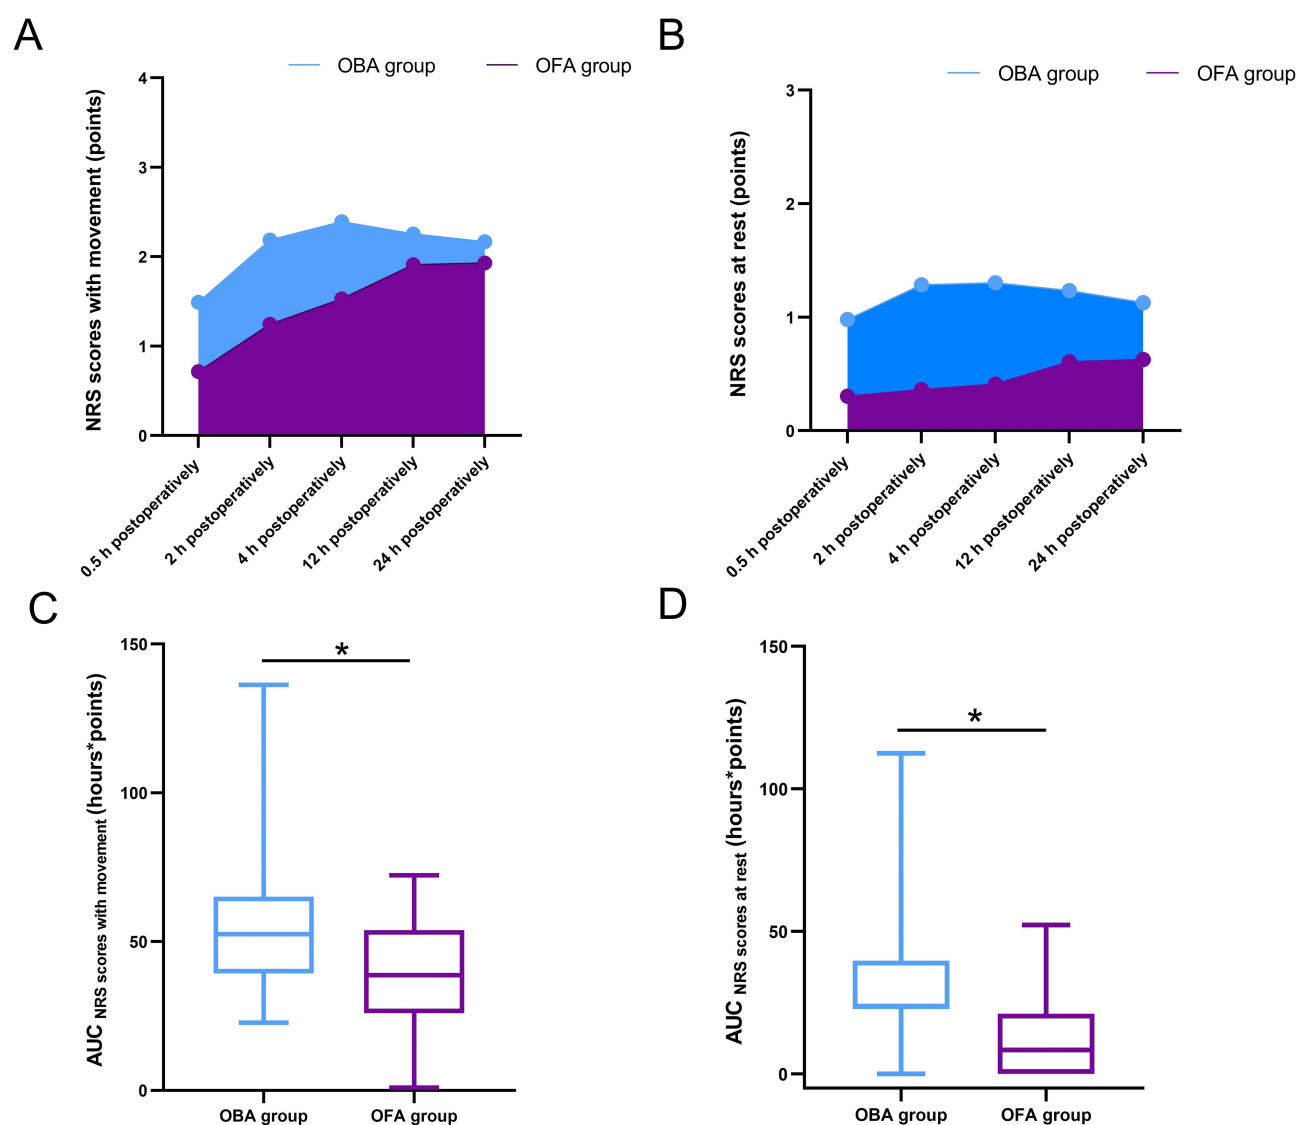 A
OBA group
OFA group
NRS scores with movement (points)
4
3
2
1
0
0.5 h postoperatively
2 h postoperatively
4 h postoperatively
12 h postoperatively
24 h postoperatively
B
OBA group
OFA group
NRS scores at rest (points)
3
2
1
0
0.5 h postoperatively
2 h postoperatively
4 h postoperatively
12 h postoperatively
24 h postoperatively
C
AUC NRS scores with movement (hours*points)
150
100
50
0
*
OBA group
OFA group
D
AUC NRS scores at rest (hours*points)
150
100
50
0
*
OBA group
OFA group